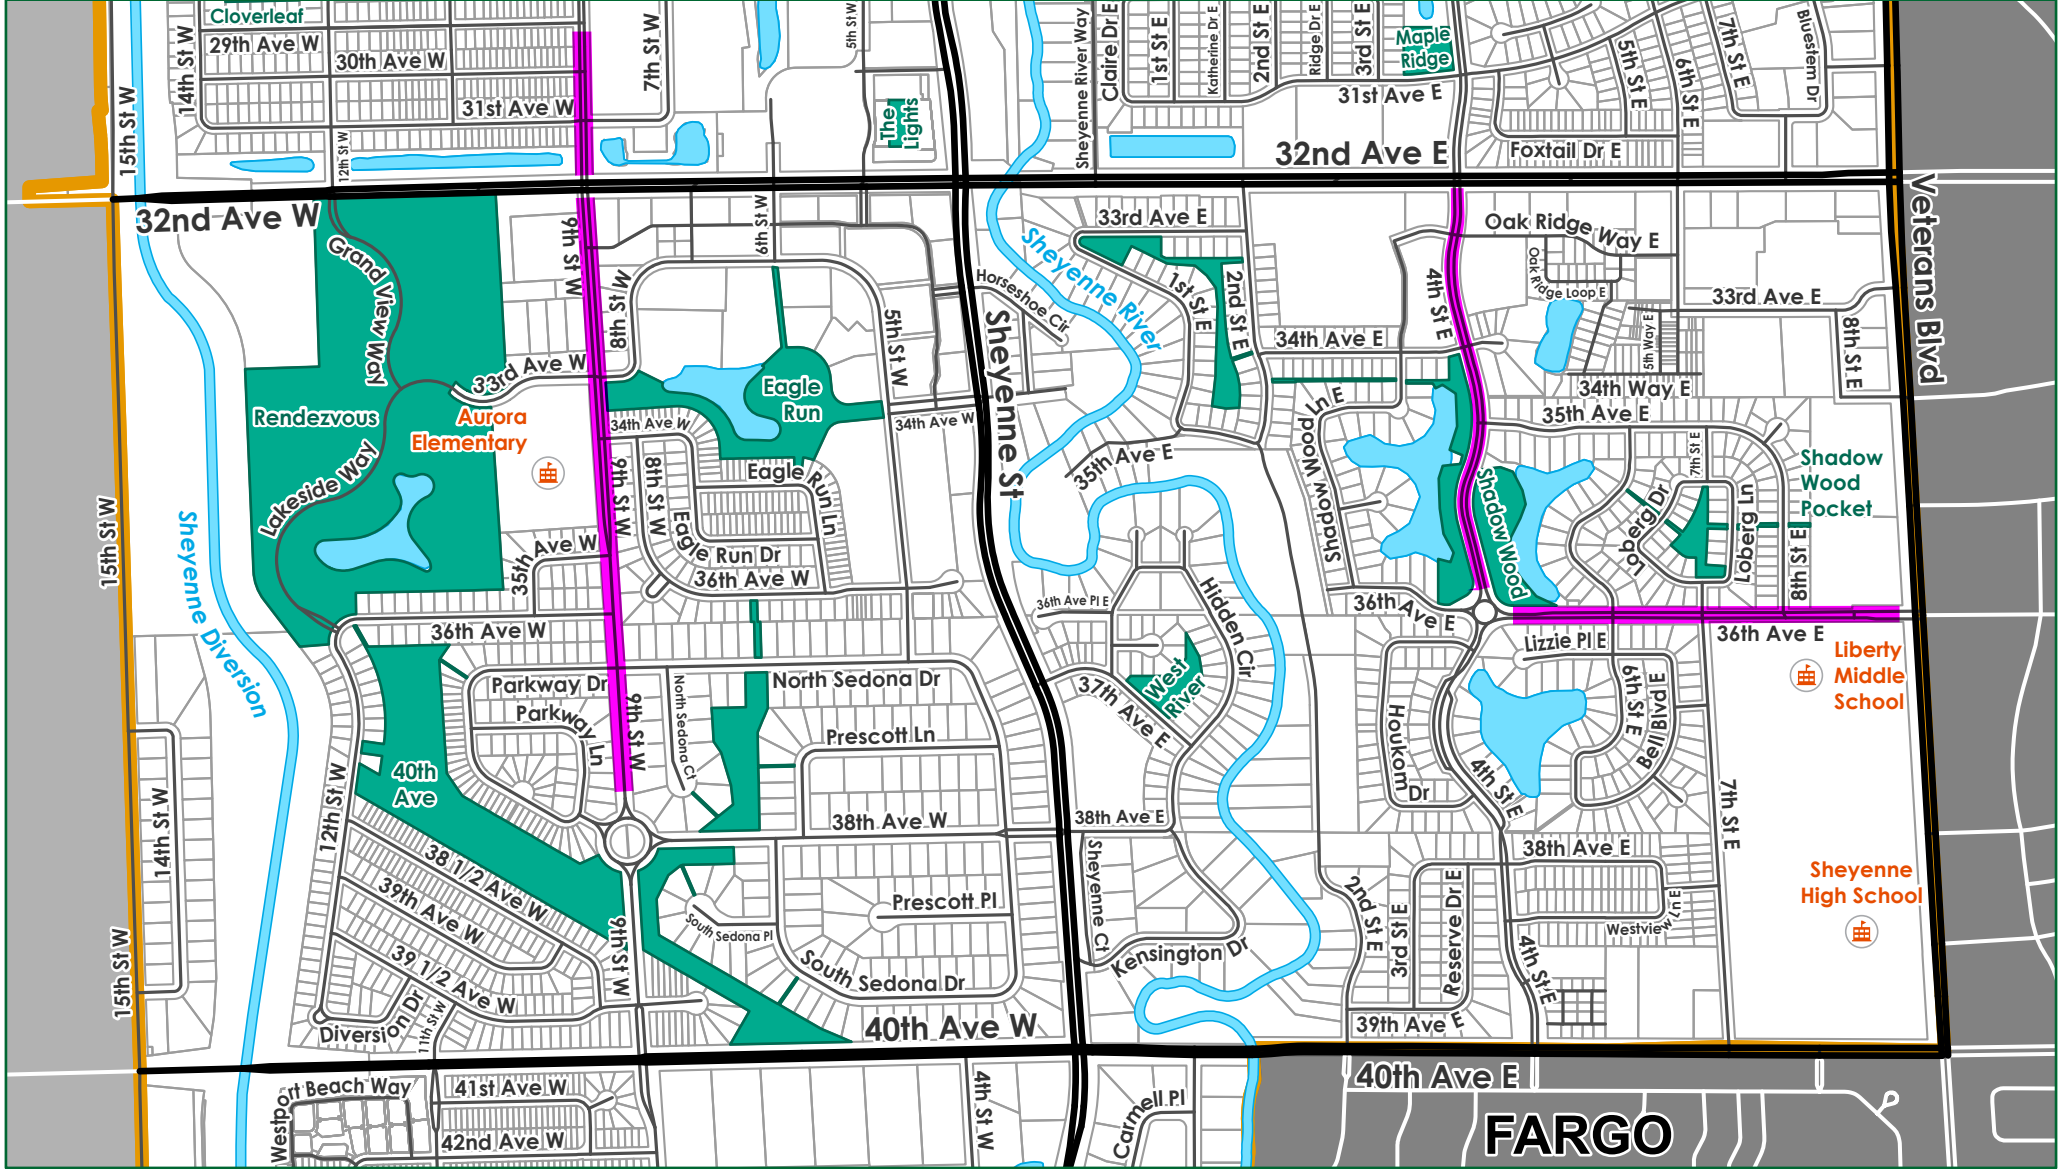 Cloverleaf
29th Ave W
30th Ave W
31st Ave W
14th St W
15th St W
12th St W
7th St W
5th St W
The
Lights
Sheyenne River Way
Claire Dr E
1st St E
Katherine Dr E
2nd St E
Ridge Dr E
3rd St E
Maple
Ridge
31st Ave E
5th St E
6th St E
7th St E
Bluestem Dr
Foxtail Dr E
32nd Ave E
32nd Ave W
Veterans Blvd
Grand View Way
9th St W
6th St W
8th St W
5th St W
33rd Ave W
Rendezvous
Aurora
Elementary
Lakeside Way
Eagle
Run
34th Ave W
34th Ave W
9th St W
8th St W
Eagle Run Ln
Eagle Run Dr
36th Ave W
35th Ave W
36th Ave W
15th St W
Sheyenne Diversion
Sheyenne St
Horseshoe Cir
Sheyenne River
33rd Ave E
1st St E
2nd St E
34th Ave E
4th St E
Oak Ridge Way E
Oak Ridge Loop E
33rd Ave E
5th Way E
8th St E
34th Way E
35th Ave E
Shadow Wood Ln E
35th Ave E
Shadow Wood
7th St E
Loberg Dr
Loberg Ln
8th St E
Shadow
Wood
Pocket
36th Ave E
36th Ave E
Lizzie Pl E
Liberty
Middle
School
36th Ave Pl E
Hidden Cir
West
River
37th Ave E
Parkway Dr
Parkway Ln
9th St W
North Sedona Ct
North Sedona Dr
Prescott Ln
38th Ave W
38th Ave E
40th
Ave
12th St W
14th St W
15th St W
38 1/2 Ave W
39th Ave W
39 1/2 Ave W
Diversion Dr
11th St W
9th St W
South Sedona Pl
Prescott Pl
South Sedona Dr
Sheyenne Ct
Kensington Dr
Houkom Dr
4th St E
6th St E
Bell Blvd E
7th St E
38th Ave E
Sheyenne
High School
2nd St E
3rd St E
Reserve Dr E
Westview Ln E
4th St E
39th Ave E
40th Ave W
40th Ave E
Westport Beach Way
41st Ave W
42nd Ave W
4th St W
Carmell Pl
FARGO